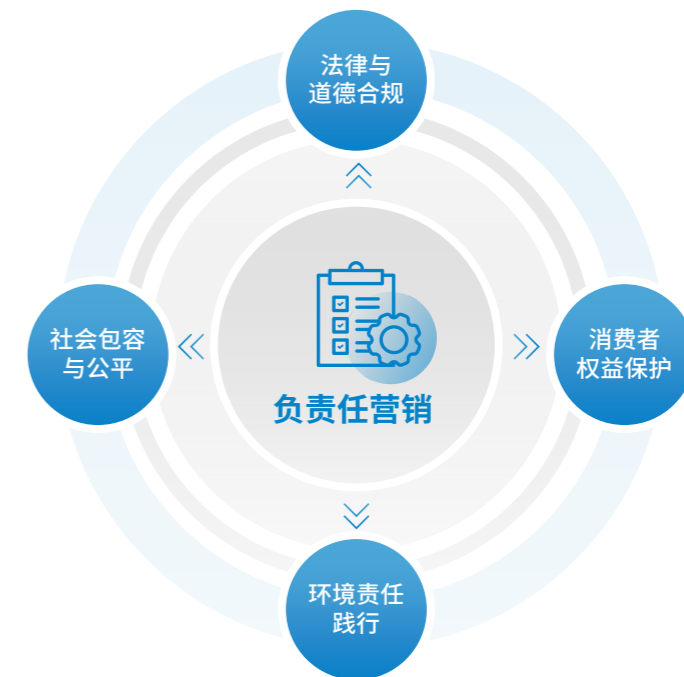 法律与
道德合规
社会包容
与公平
负责任营销
消费者
权益保护
环境责任
践行